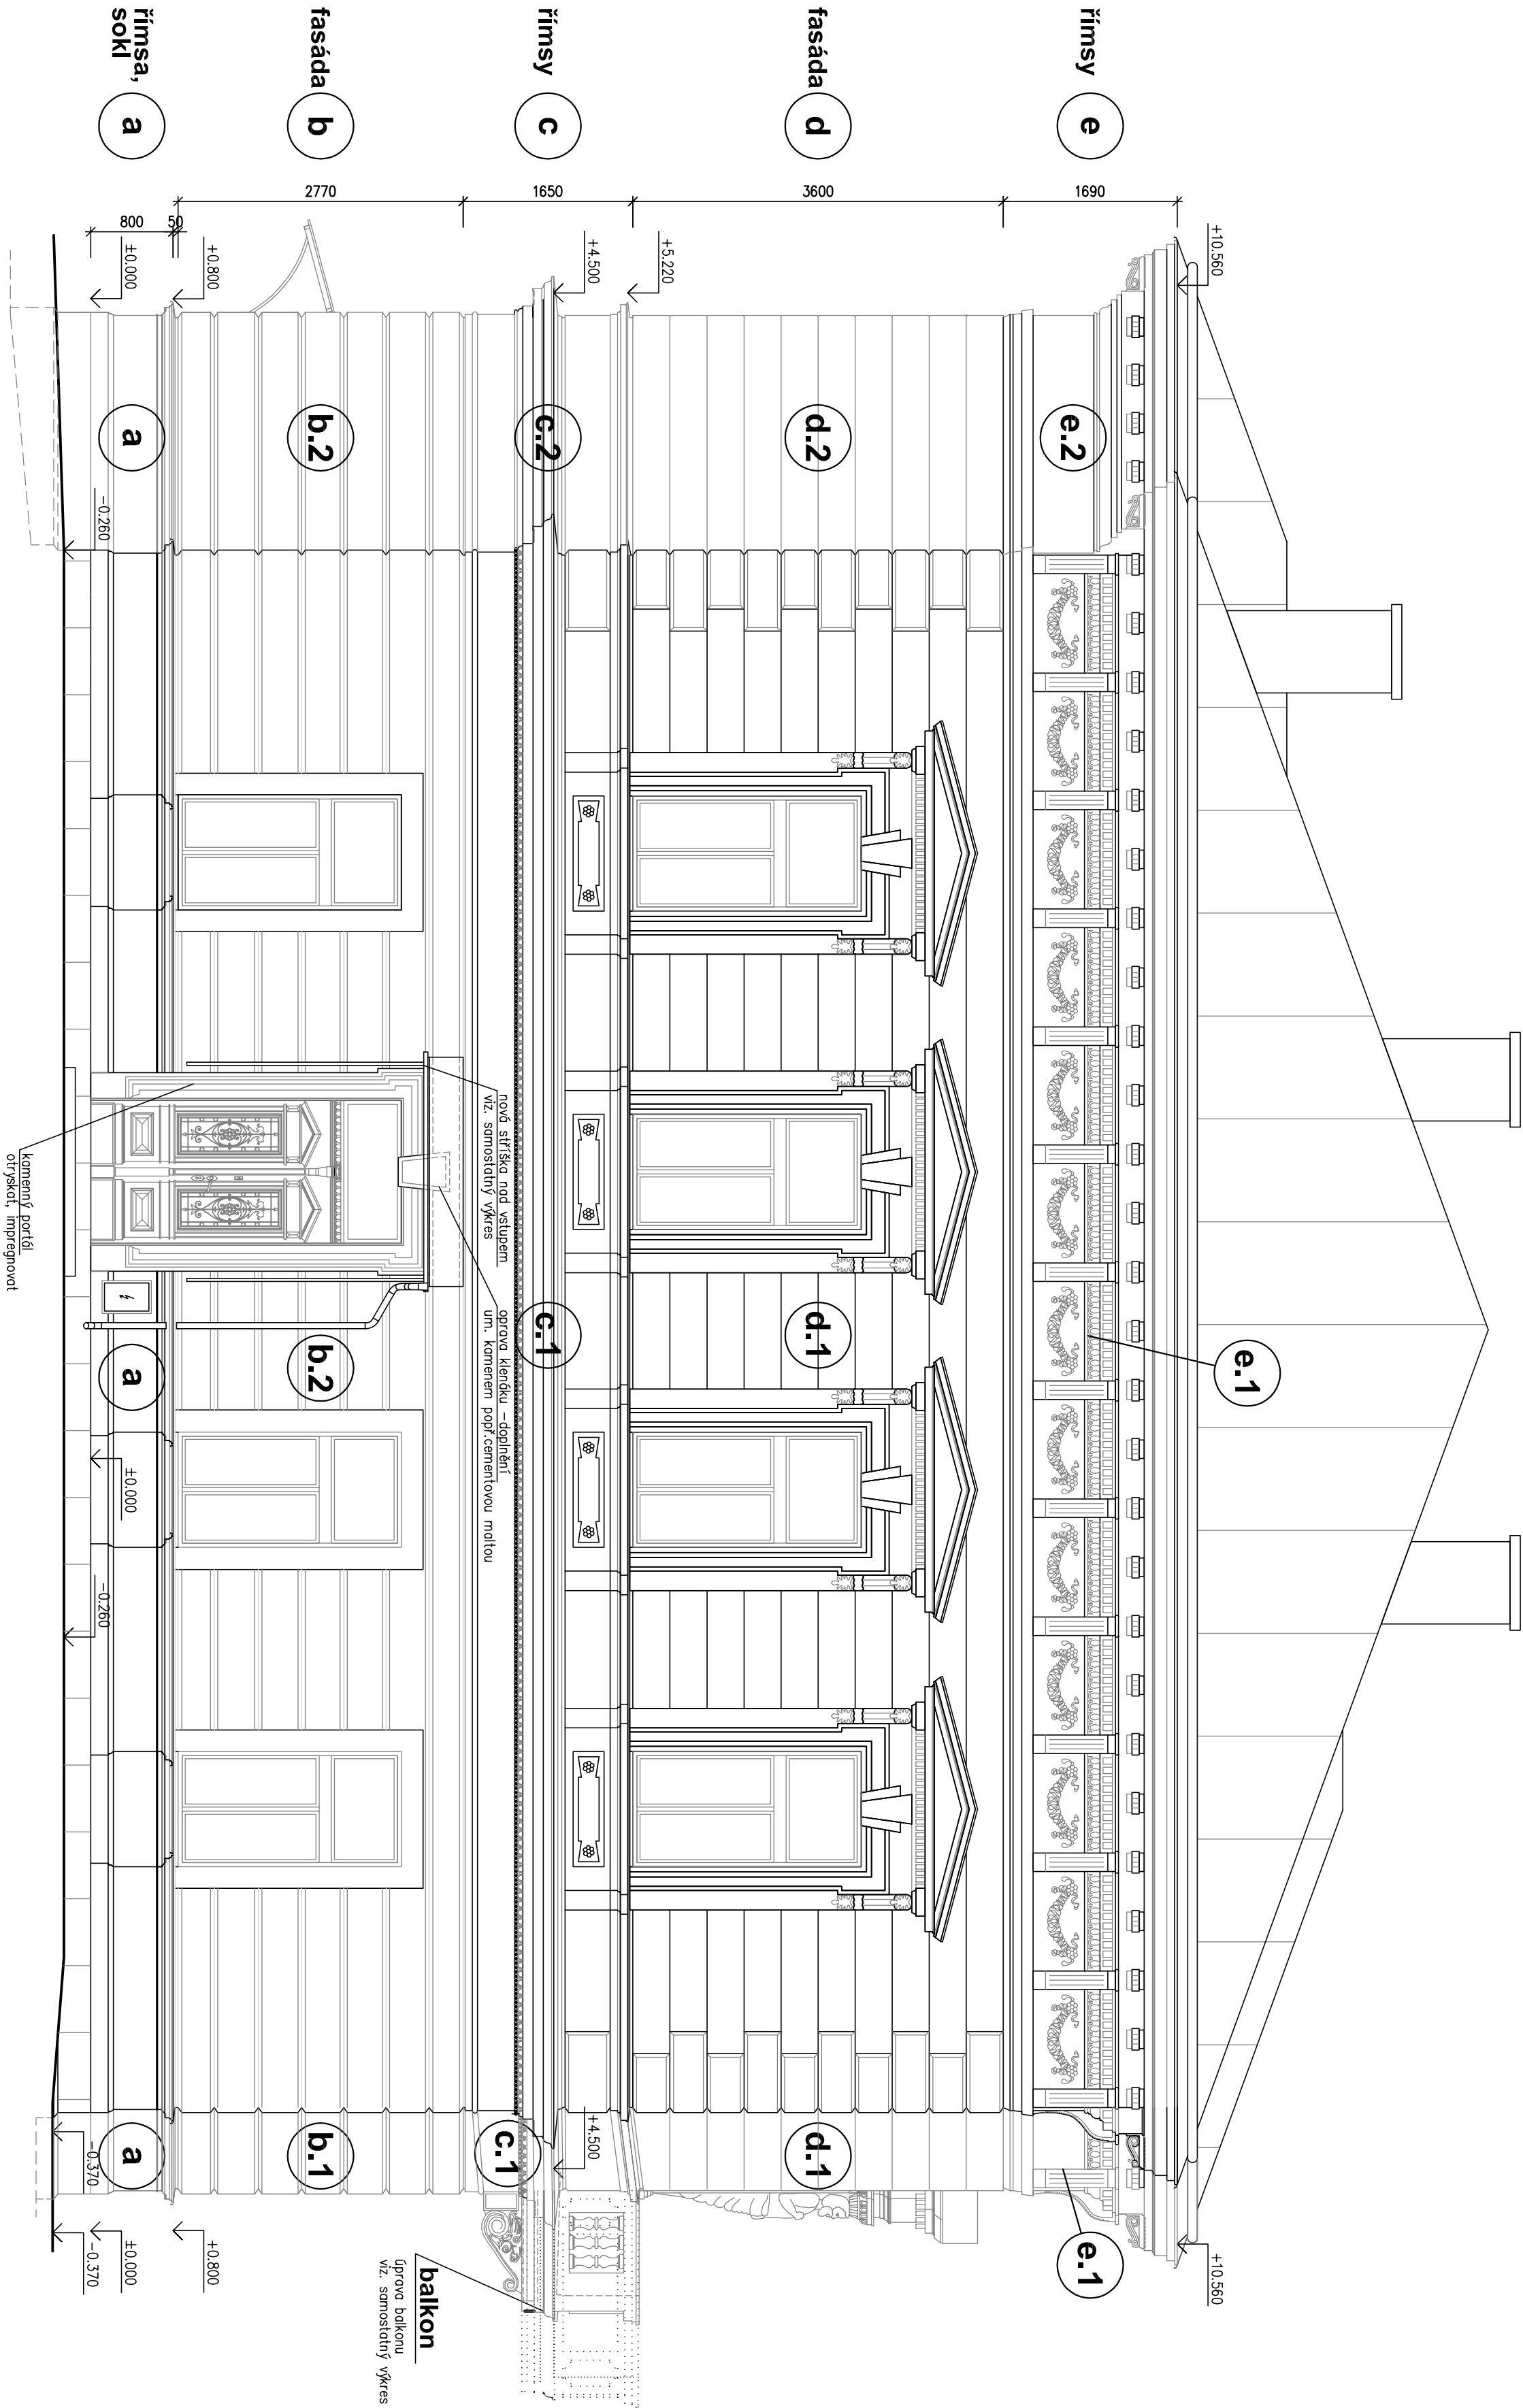 římsy
e
fasáda
d
římsy
c
fasáda
b
římsa,
sokl
a
1690
3600
1650
2770
50
800
+10.560
+5.220
+4.500
+0.800
±0.000
e.2
d.2
c.2
b.2
a
-0.260
nová stříška nad vstupem
viz. samostatný výkres
oprava klenáku -doplnění
um. kamenem popř.cementovou maltou
kamenný portál
otryskat, impregnovat
e.1
d.1
c.1
b.2
a
±0.000
-0.260
+4.500
d.1
c.1
b.1
a
-0.370
e.1
+10.560
balkon
úprava balkonu
viz. samostatný výkres
+0.800
±0.000
-0.370